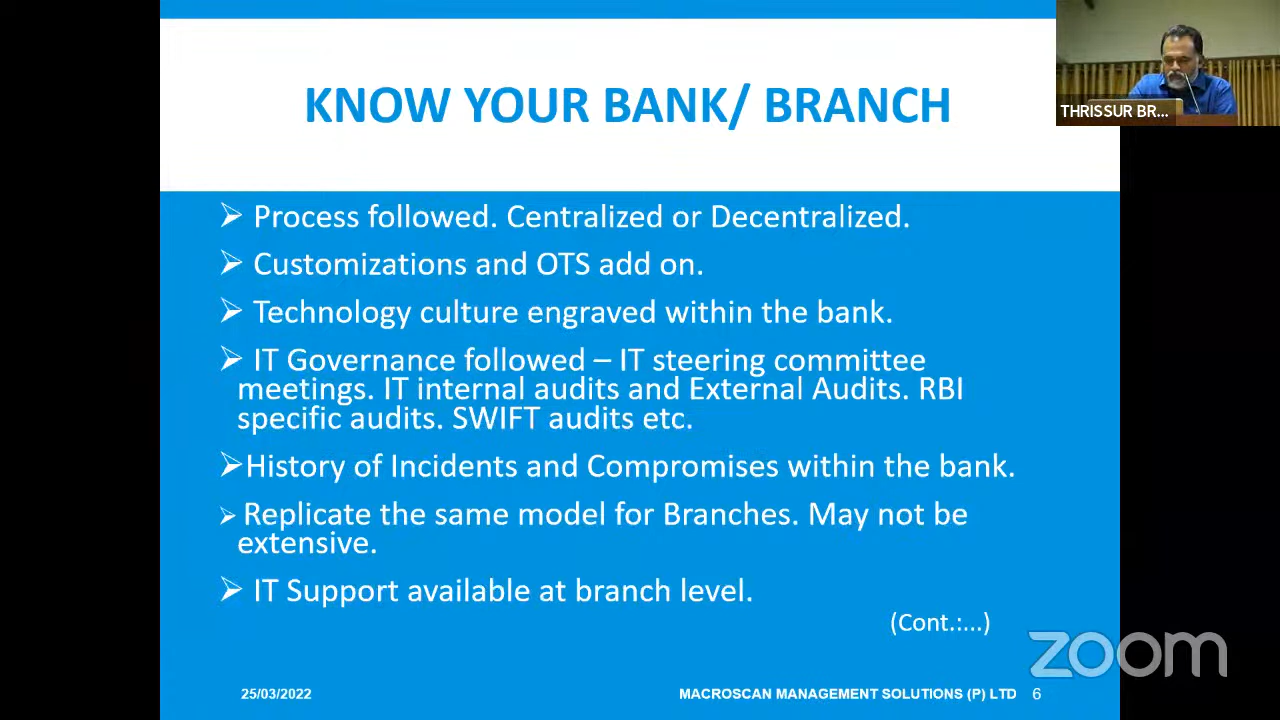 KNOW YOUR BANK/ BRANCH
THRISSUR BR...
➢ Process followed. Centralized or Decentralized.
➢ Customizations and OTS add on.
➢ Technology culture engraved within the bank.
➢ IT Governance followed – IT steering committee
meetings. IT internal audits and External Audits. RBI
specific audits. SWIFT audits etc.
➢History of Incidents and Compromises within the bank.
➢ Replicate the same model for Branches. May not be
extensive.
➢ IT Support available at branch level.
(Cont.:...)
zoom
25/03/2022 MACROSCAN MANAGEMENT SOLUTIONS (P) LTD 6